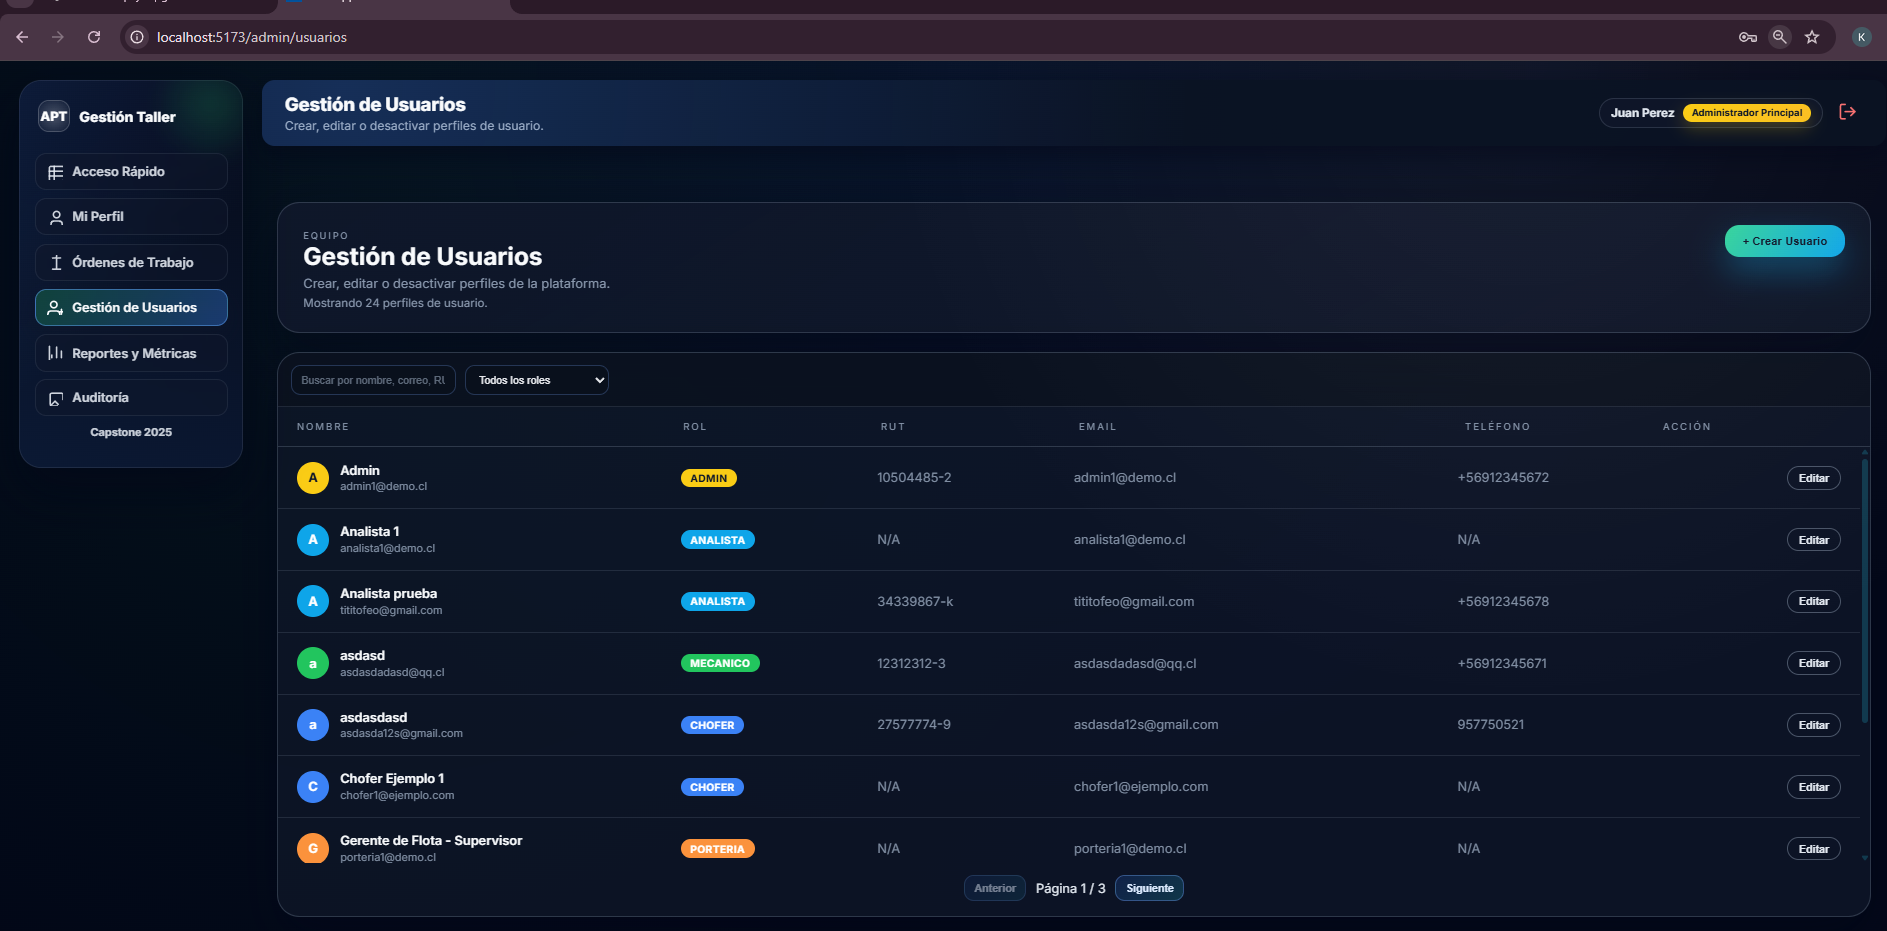 localhost:5173/admin/usuarios
K
APT Gestión Taller
Acceso Rápido
Mi Perfil
Órdenes de Trabajo
Gestión de Usuarios
Reportes y Métricas
Auditoría
Capstone 2025
Gestión de Usuarios
Crear, editar o desactivar perfiles de usuario.
Juan Perez Administrador Principal
EQUIPO
Gestión de Usuarios
Crear, editar o desactivar perfiles de la plataforma.
Mostrando 24 perfiles de usuario.
+ Crear Usuario
Buscar por nombre, correo, RU Todos los roles
NOMBRE ROL RUT EMAIL TELÉFONO ACCIÓN
A Admin
admin1@demo.cl
ADMIN 10504485-2 admin1@demo.cl +56912345672 Editar
A Analista 1
analista1@demo.cl
ANALISTA N/A analista1@demo.cl N/A Editar
A Analista prueba
tititofeo@gmail.com
ANALISTA 34339867-k tititofeo@gmail.com +56912345678 Editar
a asdasd
asdasdadasd@qq.cl
MECANICO 12312312-3 asdasdadasd@qq.cl +56912345671 Editar
a asdasdasd
asdasda12s@gmail.com
CHOFER 27577774-9 asdasda12s@gmail.com 957750521 Editar
C Chofer Ejemplo 1
chofer1@ejemplo.com
CHOFER N/A chofer1@ejemplo.com N/A Editar
G Gerente de Flota - Supervisor
porteria1@demo.cl
PORTERIA N/A porteria1@demo.cl N/A Editar
Anterior Página 1 / 3 Siguiente